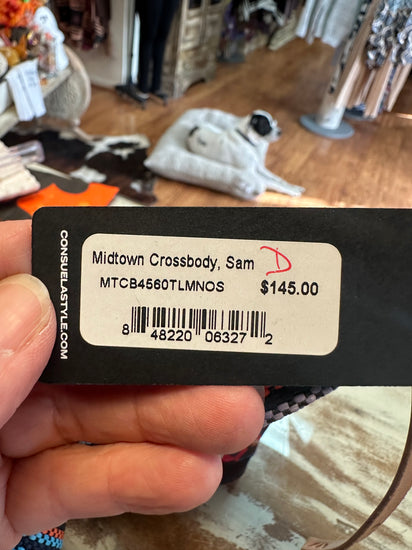 CONSUELASTYLE.COM
Midtown Crossbody, Sam D
MTCB4560TLMNOS $145.00
8 48220 06327 2